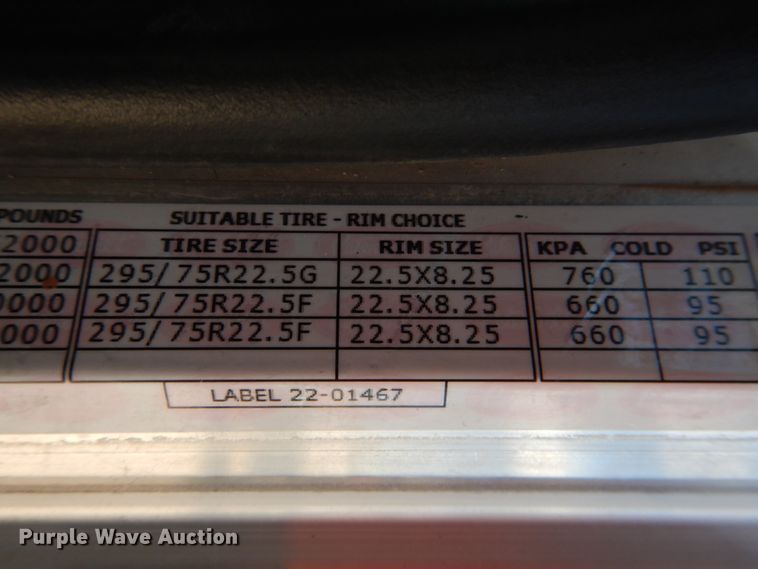 POUNDS SUITABLE TIRE - RIM CHOICE
2000 TIRE SIZE RIM SIZE KPA COLD PSI
2000 295/75R22.5G 22.5X8.25 760 110
0000 295/75R22.5F 22.5X8.25 660 95
000 295/75R22.5F 22.5X8.25 660 95
LABEL 22-01467
Purple Wave Auction